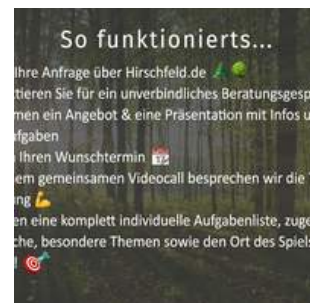 So funktionierts...
Ihre Anfrage über Hirschfeld.de
tieren Sie für ein unverbindliches Beratungsgesp
men ein Angebot & eine Präsentation mit Infos u
fgaben
Ihren Wunschtermin
em gemeinsamen Videocall besprechen wir die
ung
en eine komplett individuelle Aufgabenliste, zuge
che, besondere Themen sowie den Ort des Spiels
!